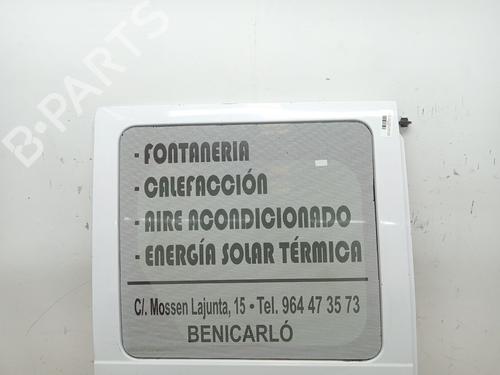 B-PARTS
- FONTANERIA
- CALEFACCIÓN
- AIRE ACONDICIONADO
- ENERGÍA SOLAR TÉRMICA
C/. Mossen Lajunta, 15 - Tel. 964 47 35 73
BENICARLÓ